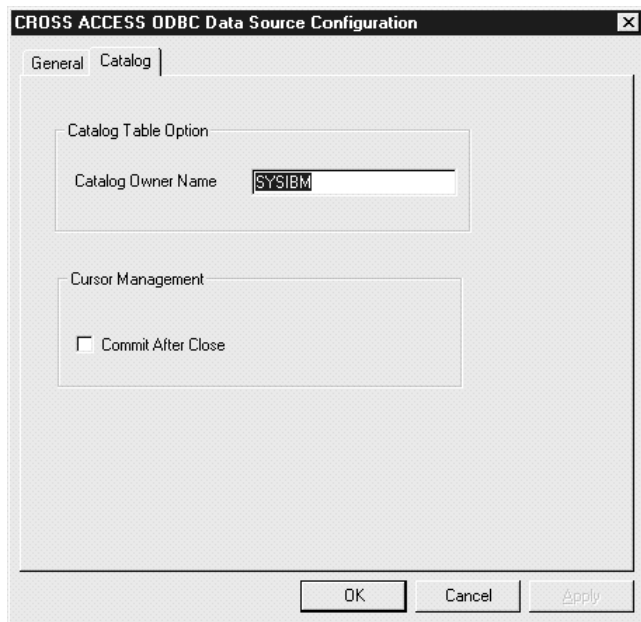 CROSS ACCESS ODBC Data Source Configuration
General Catalog
Catalog Table Option
Catalog Owner Name SYSIBM
Cursor Management
Commit After Close
OK Cancel Apply